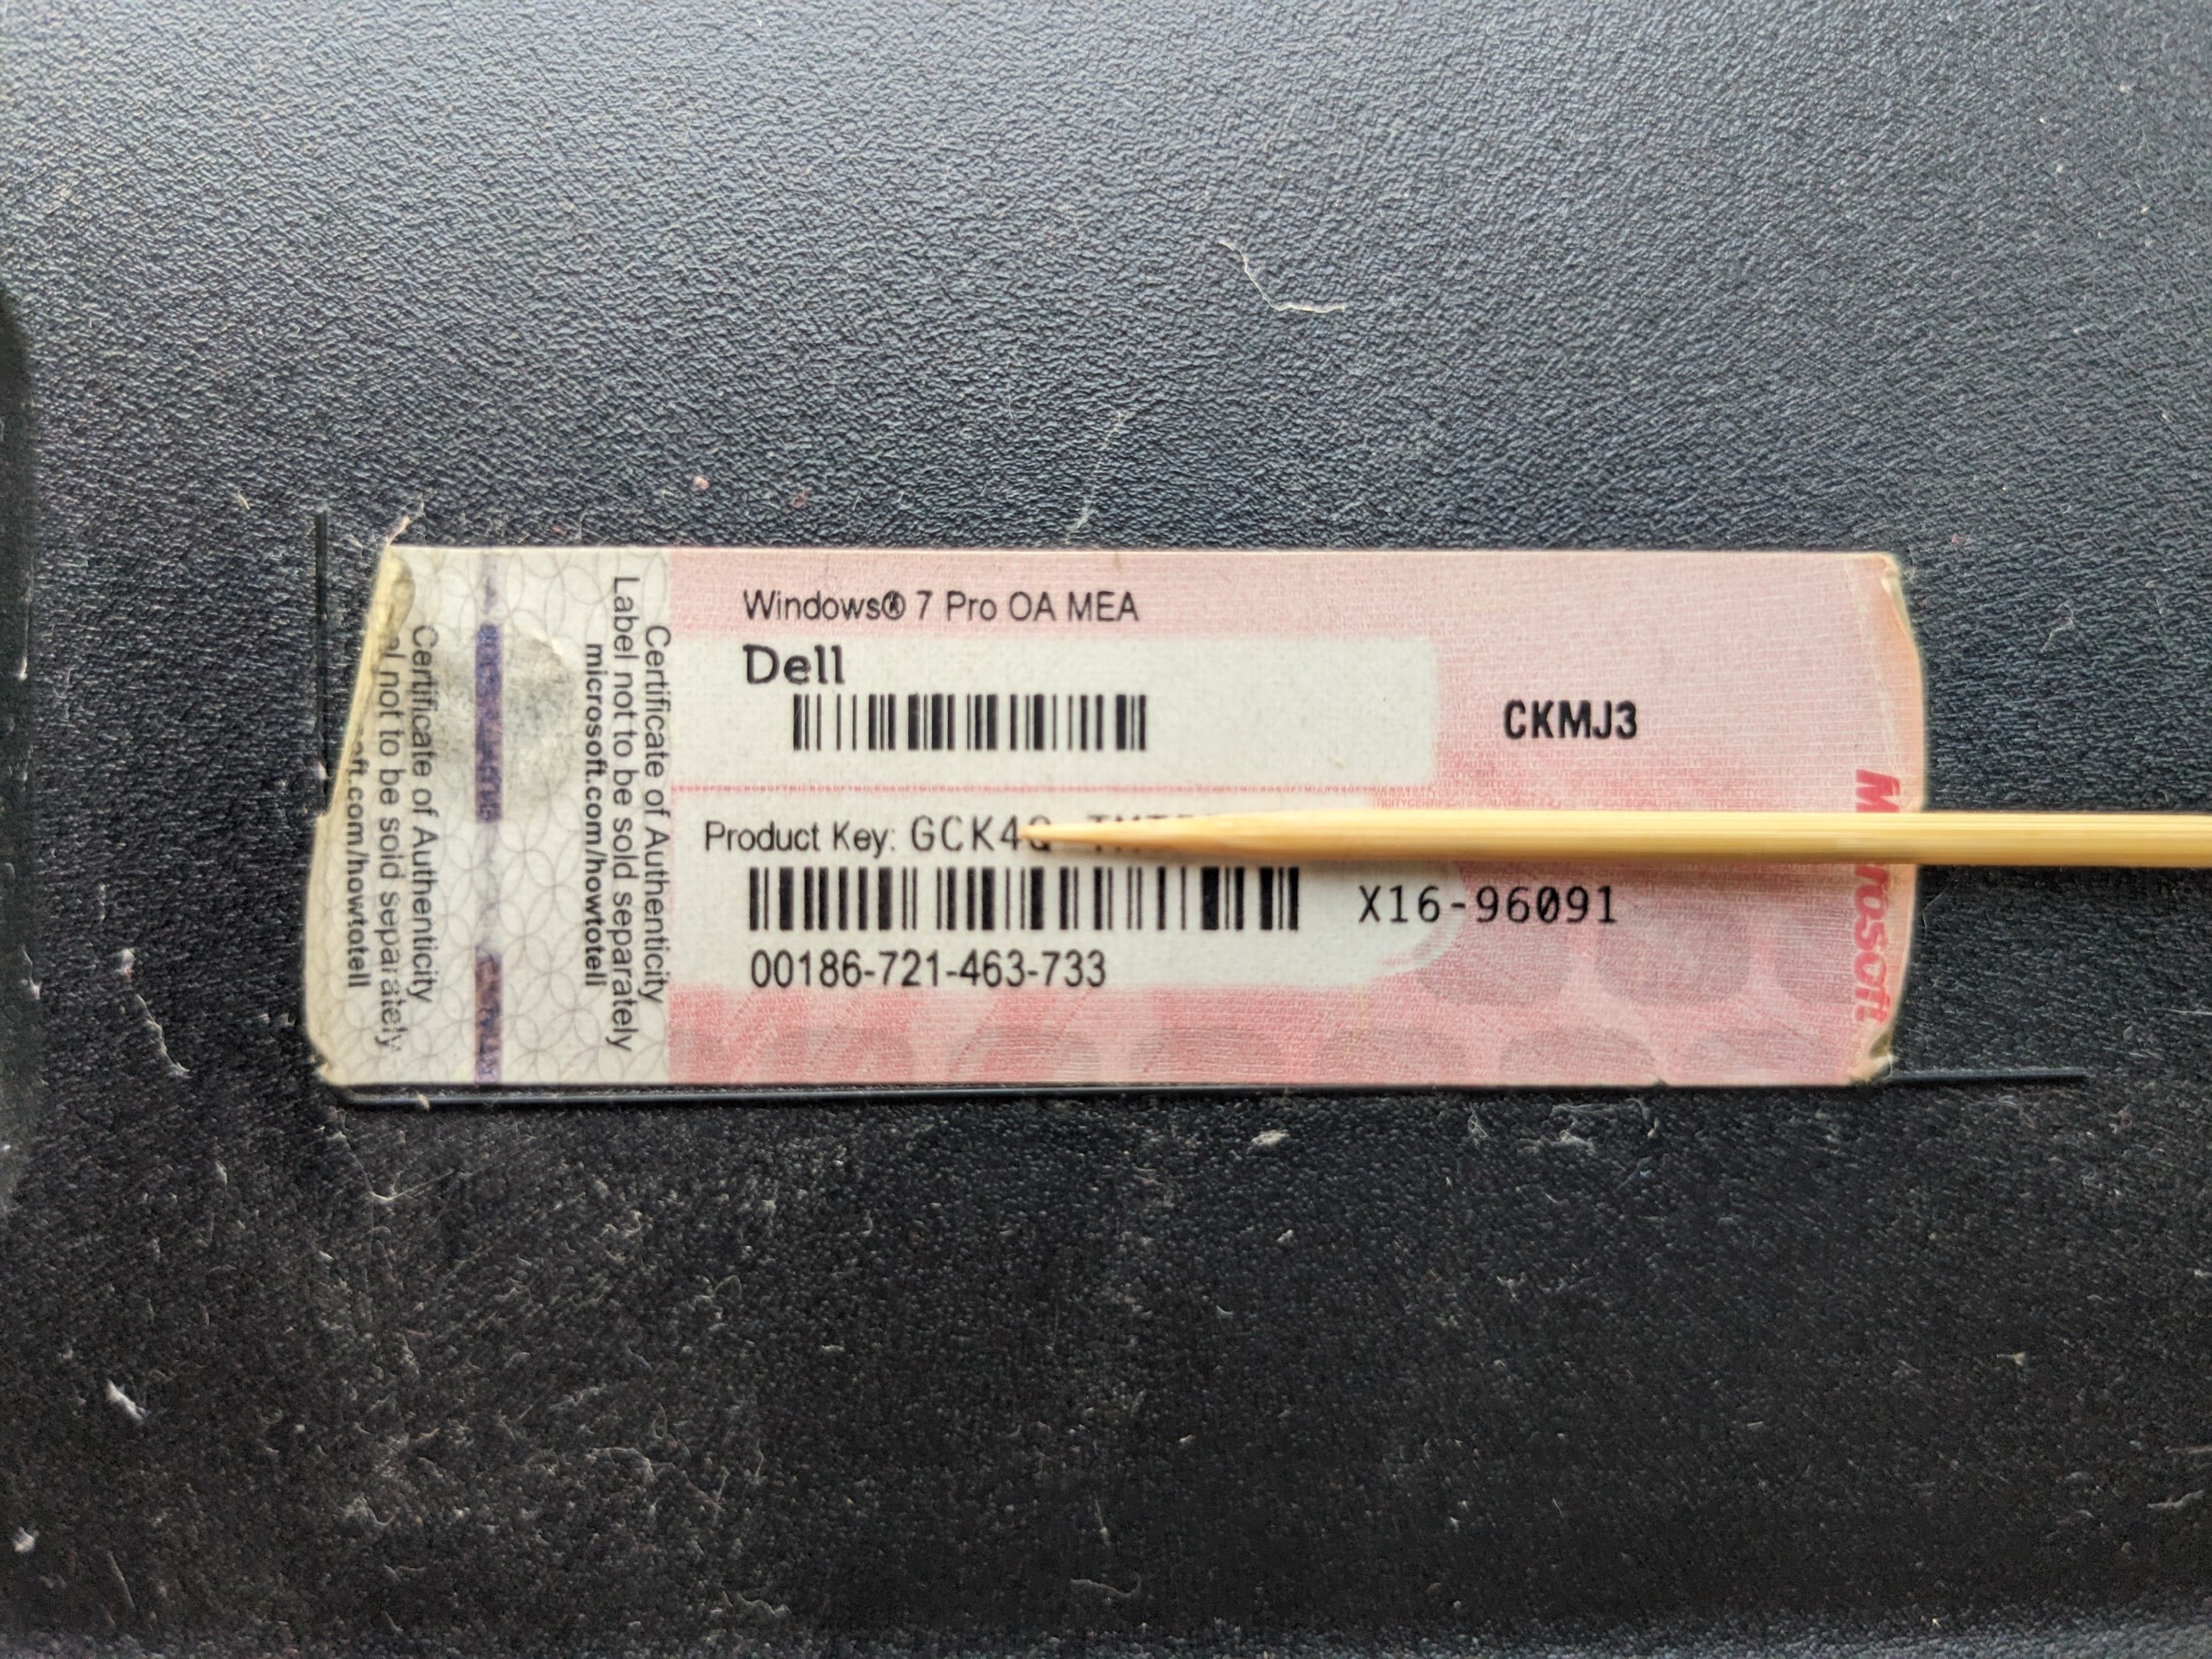 Windows® 7 Pro OA MEA
Dell
CKMJ3
Product Key: GCK4
X16-96091
00186-721-463-733
Certificate of Authenticity
Label not to be sold separately
microsoft.com/howtotell
Certificate of Authenticity
not to be sold separately
oft.com/howtotell